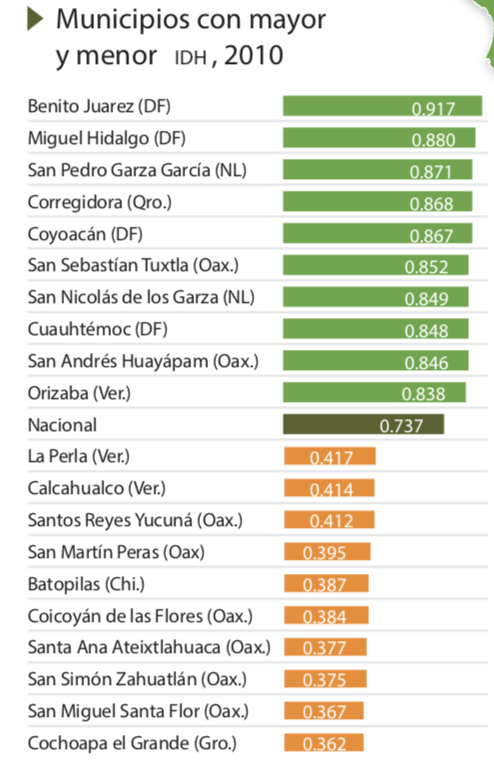 Municipios con mayor
y menor IDH, 2010
Benito Juarez (DF) 0.917
Miguel Hidalgo (DF) 0.880
San Pedro Garza García (NL) 0.871
Corregidora (Qro.) 0.868
Coyoacán (DF) 0.867
San Sebastían Tuxtla (Oax.) 0.852
San Nicolás de los Garza (NL) 0.849
Cuauhtémoc (DF) 0.848
San Andrés Huayápam (Oax.) 0.846
Orizaba (Ver.) 0.838
Nacional 0.737
La Perla (Ver.) 0.417
Calcahualco (Ver.) 0.414
Santos Reyes Yucuná (Oax.) 0.412
San Martín Peras (Oax) 0.395
Batopilas (Chi.) 0.387
Coicoyán de las Flores (Oax.) 0.384
Santa Ana Ateixtlahuaca (Oax.) 0.377
San Simón Zahuatlán (Oax.) 0.375
San Miguel Santa Flor (Oax.) 0.367
Cochoapa el Grande (Gro.) 0.362